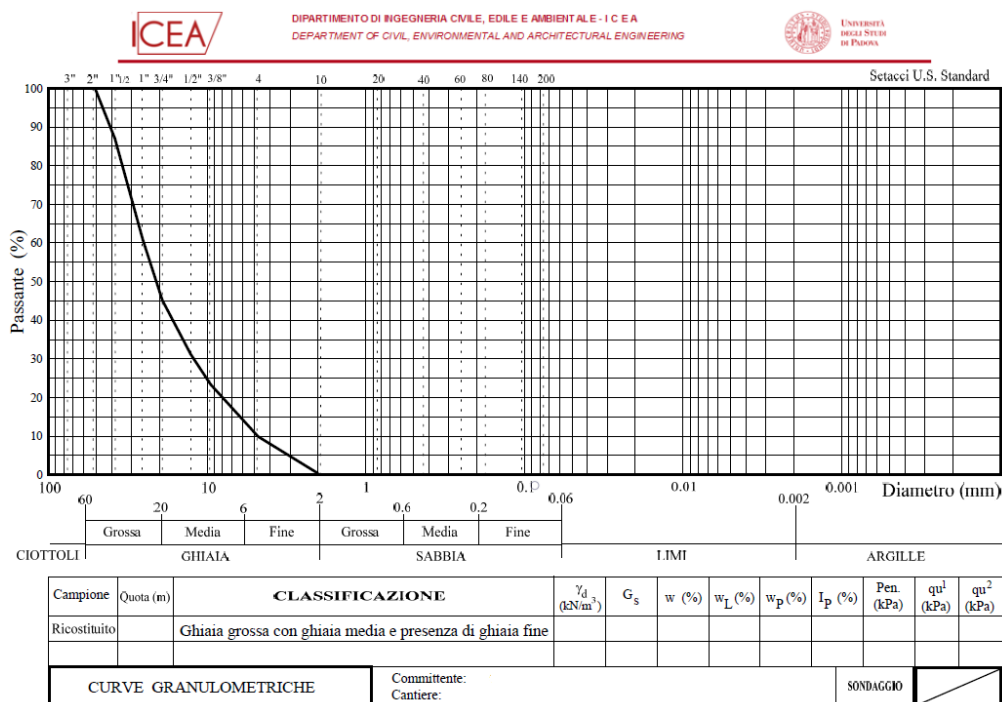 ICEA
DIPARTIMENTO DI INGEGNERIA CIVILE, EDILE E AMBIENTALE - I C E A
DEPARTMENT OF CIVIL, ENVIRONMENTAL AND ARCHITECTURAL ENGINEERING
UNIVERSITÀ
DEGLI STUDI
DI PADOVA
Setacci U.S. Standard
3" 2" 1"1/2 1" 3/4" 1/2" 3/8" 4 10 20 40 60 80 140 200
Passante (%)
100
90
80
70
60
50
40
30
20
10
0
100 10 1 0.1 0.01 0.001 Diametro (mm)
60 20 6 2 0.6 0.2 0.06 0.002
Grossa Media Fine Grossa Media Fine
CIOTTOLI GHIAIA SABBIA LIMI ARGILLE
Campione Quota (m) CLASSIFICAZIONE γd (kN/m³) Gs w (%) wL (%) wP (%) IP (%) Pen. (kPa) qu¹ (kPa) qu² (kPa)
Ricostituito Ghiaia grossa con ghiaia media e presenza di ghiaia fine
CURVE GRANULOMETRICHE
Committente:
Cantiere:
SONDAGGIO